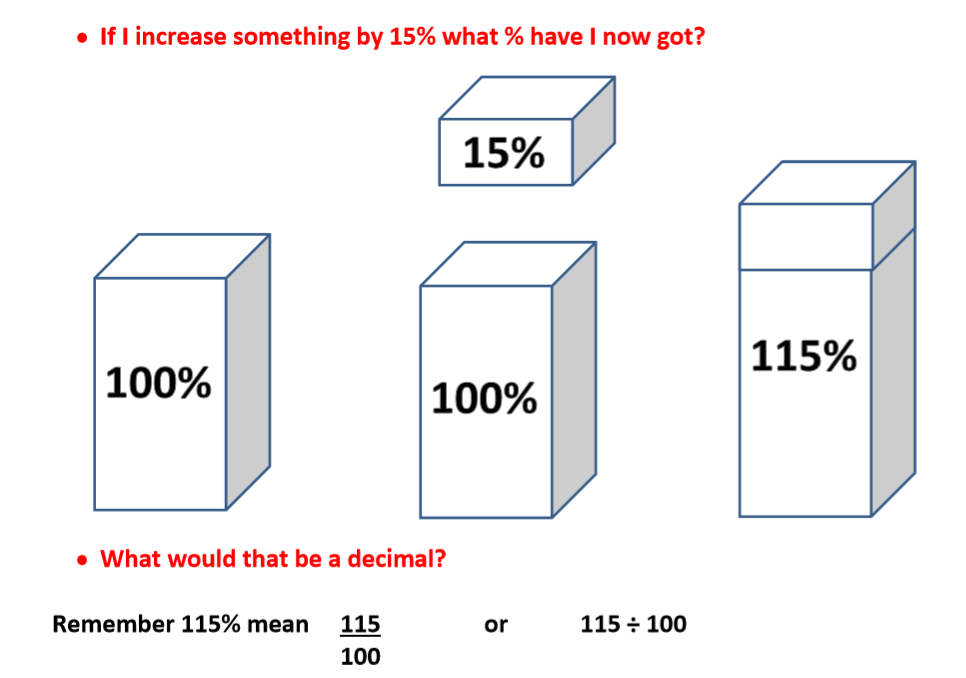 • If I increase something by 15% what % have I now got?
15%
100%
100%
115%
• What would that be a decimal?
Remember 115% mean 115 or 115 ÷ 100
100